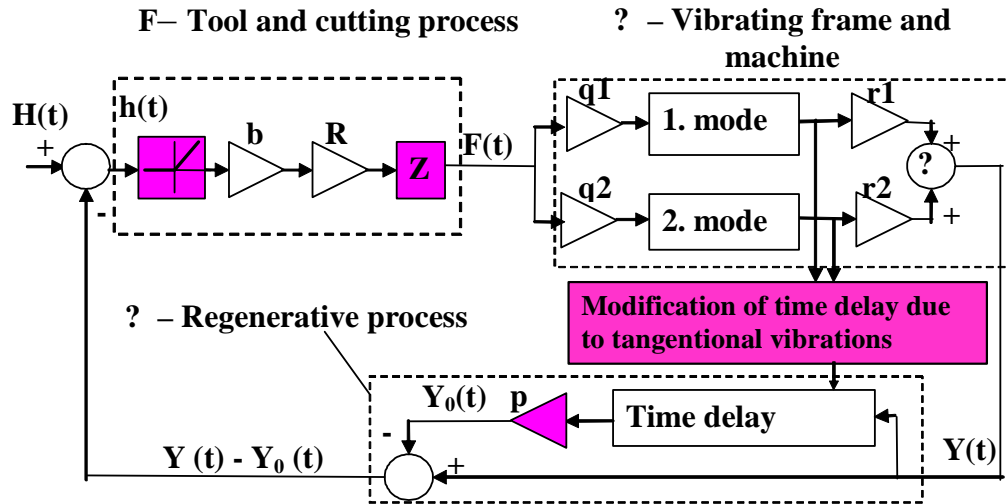 F– Tool and cutting process
? – Vibrating frame and
machine
H(t)
+
-
h(t)
b
R
Z
F(t)
q1
1. mode
r1
+
?
q2
2. mode
r2
+
Modification of time delay due
to tangentional vibrations
? – Regenerative process
Y₀(t)
p
Time delay
-
+
Y (t) - Y₀ (t)
Y(t)